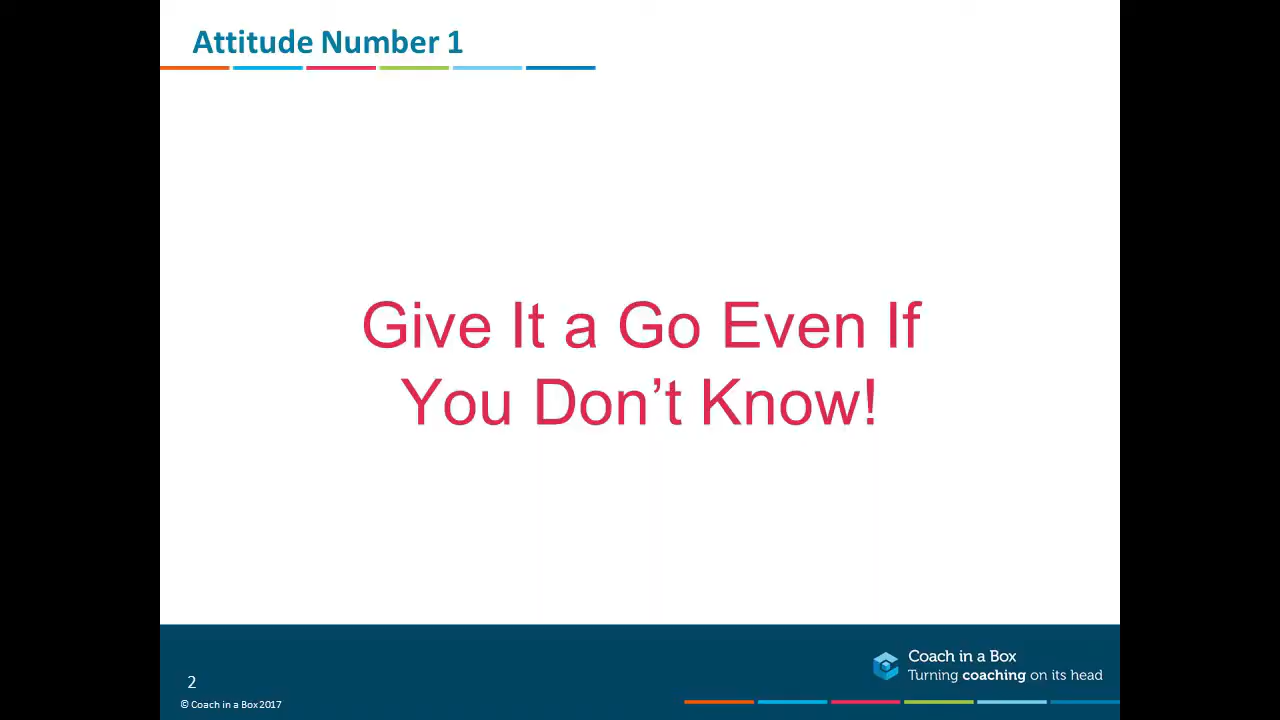 Attitude Number 1
Give It a Go Even If
You Don’t Know!
Coach in a Box
Turning coaching on its head
2
© Coach in a Box 2017